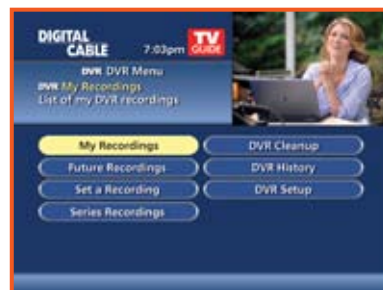 DIGITAL
CABLE
7:03pm
TV
GUIDE
DVR DVR Menu
DVR My Recordings
List of my DVR recordings
My Recordings
DVR Cleanup
Future Recordings
DVR History
Set a Recording
DVR Setup
Series Recordings